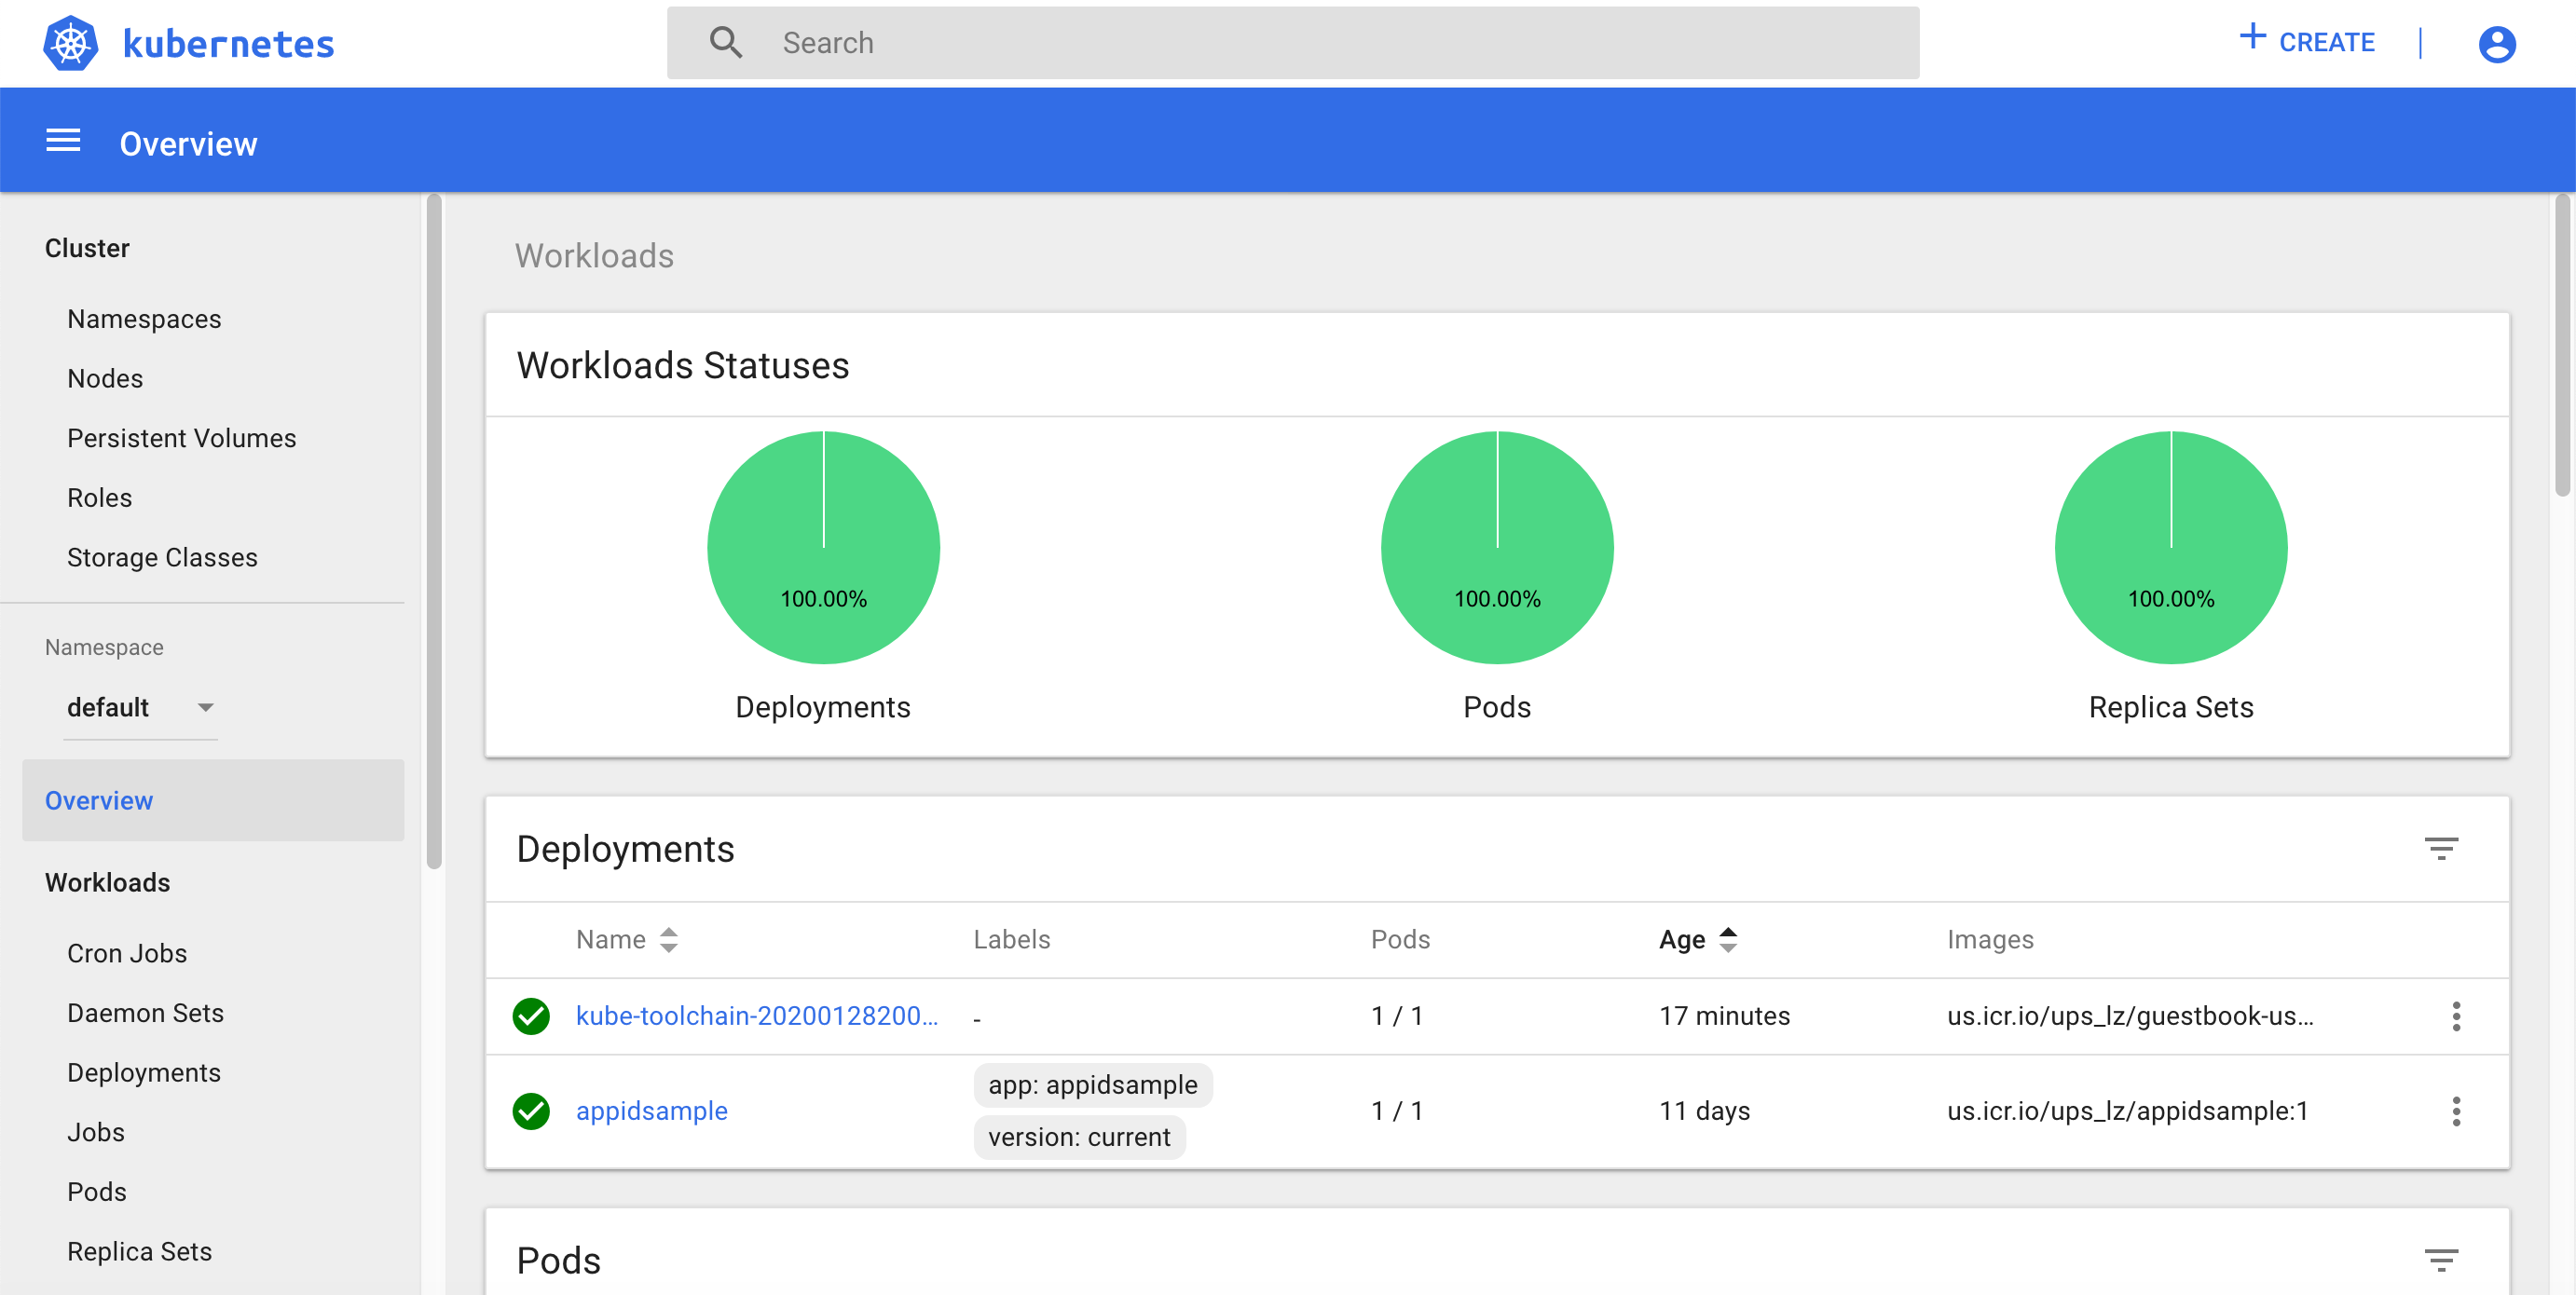 kubernetes
Search
CREATE
Overview
Cluster
Namespaces
Nodes
Persistent Volumes
Roles
Storage Classes
Namespace
default
Overview
Workloads
Cron Jobs
Daemon Sets
Deployments
Jobs
Pods
Replica Sets
Workloads
Workloads Statuses
100.00% 100.00% 100.00%
Deployments Pods Replica Sets
Deployments
Name Labels Pods Age Images
kube-toolchain-20200128200... - 1 / 1 17 minutes us.icr.io/ups_lz/guestbook-us...
app: appidsample
appidsample 1 / 1 11 days us.icr.io/ups_lz/appidsample:1
version: current
Pods